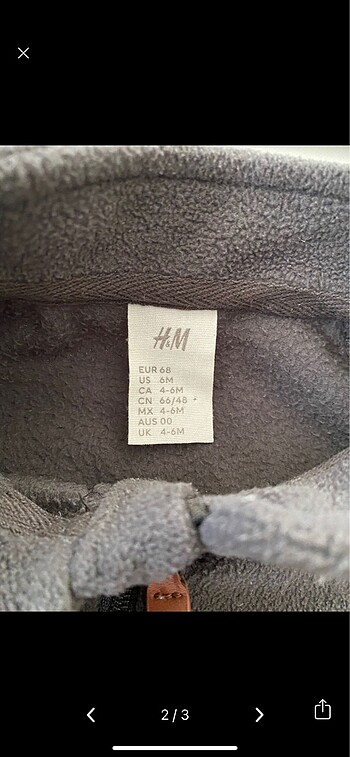 H&M
EUR 68
US 6M
CA 4-6M
CN 66/48
MX 4-6M
AUS 00
UK 4-6M
2/3